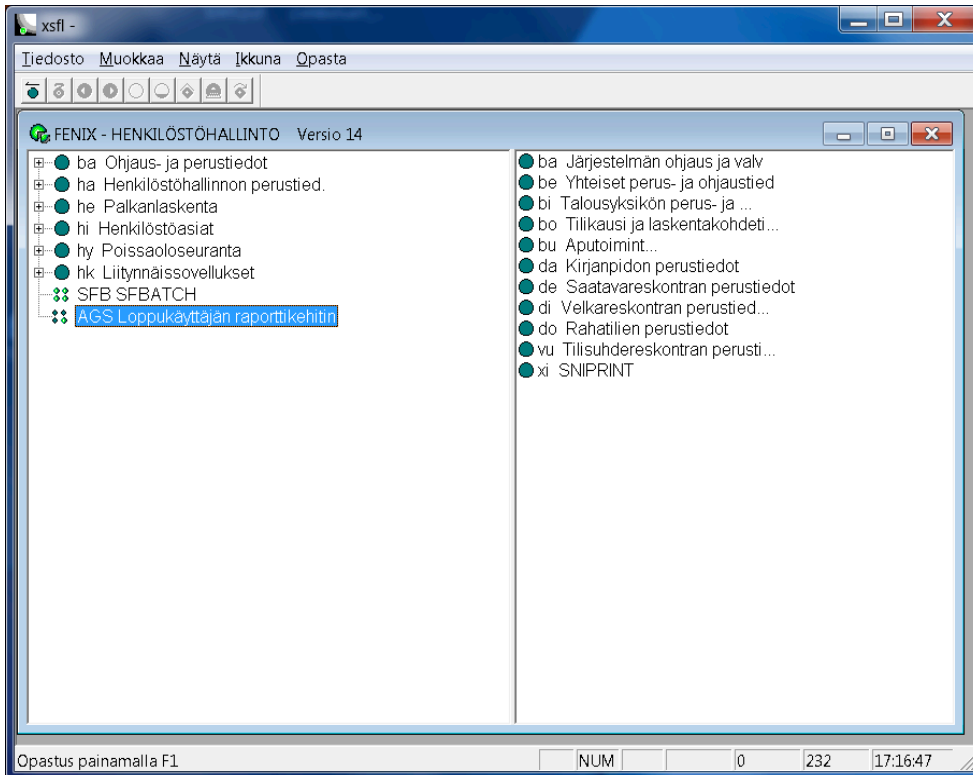 xsfl -
Tiedosto Muokkaa Näytä Ikkuna Opasta
FENIX - HENKILÖSTÖHALLINTO Versio 14
ba Ohjaus- ja perustiedot
ha Henkilöstöhallinnon perustied.
he Palkanlaskenta
hi Henkilöstöasiat
hy Poissaoloseuranta
hk Liitynnäissovellukset
SFB SFBATCH
AGS Loppukäyttäjän raporttikehitin
ba Järjestelmän ohjaus ja valv
be Yhteiset perus- ja ohjaustied
bi Talousyksikön perus- ja ...
bo Tilikausi ja laskentakohdeti...
bu Aputoimint...
da Kirjanpidon perustiedot
de Saatavareskontran perustiedot
di Velkareskontran perustied...
do Rahatilien perustiedot
vu Tilisuhdereskontran perusti...
xi SNIPRINT
Opastus painamalla F1 NUM 0 232 17:16:47